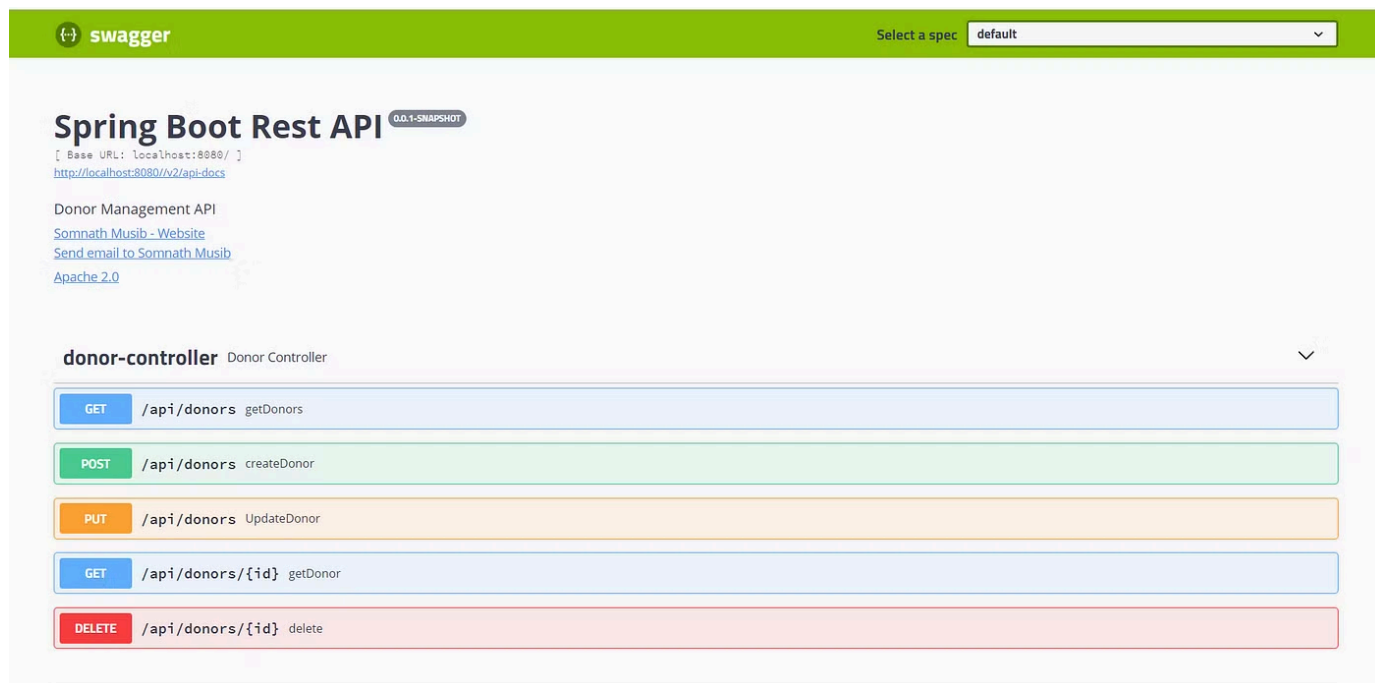 {··} swagger Select a spec default
Spring Boot Rest API 0.0.1-SNAPSHOT
[ Base URL: localhost:8080/ ]
http://localhost:8080//v2/api-docs
Donor Management API
Somnath Musib - Website
Send email to Somnath Musib
Apache 2.0
donor-controller Donor Controller
GET /api/donors getDonors
POST /api/donors createDonor
PUT /api/donors UpdateDonor
GET /api/donors/{id} getDonor
DELETE /api/donors/{id} delete